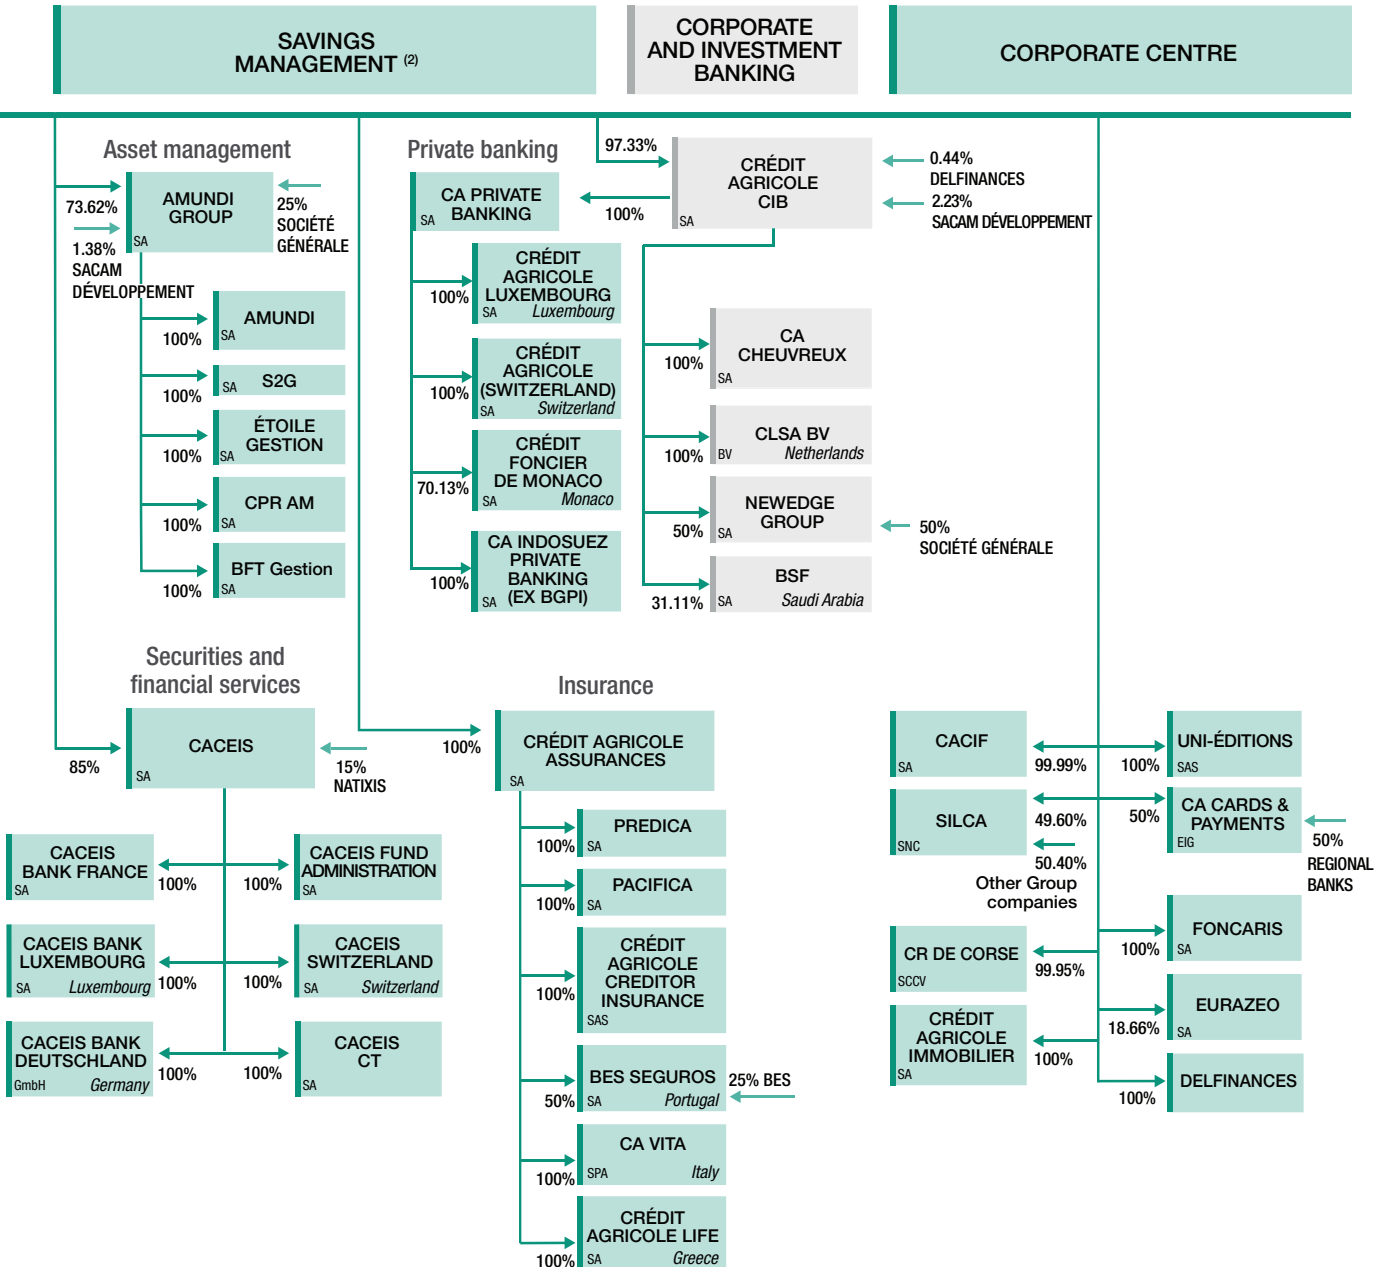 SAVINGS
MANAGEMENT (2)
CORPORATE
AND INVESTMENT
BANKING
CORPORATE CENTRE
Asset management
73.62%
AMUNDI
GROUP
SA
25%
SOCIÉTÉ
GÉNÉRALE
1.38%
SACAM
DÉVELOPPEMENT
100%
AMUNDI
SA
100%
S2G
SA
100%
ÉTOILE
GESTION
SA
100%
CPR AM
SA
100%
BFT Gestion
SA
Private banking
CA PRIVATE
BANKING
SA
100%
CRÉDIT
AGRICOLE
LUXEMBOURG
SA Luxembourg
100%
CRÉDIT
AGRICOLE
(SWITZERLAND)
SA Switzerland
100%
CRÉDIT
FONCIER
DE MONACO
SA Monaco
70.13%
CA INDOSUEZ
PRIVATE
BANKING
SA (EX BGPI)
100%
97.33%
CRÉDIT
AGRICOLE
CIB
SA
0.44%
DELFINANCES
2.23%
SACAM DÉVELOPPEMENT
100%
CA
CHEUVREUX
SA
100%
CLSA BV
BV Netherlands
50%
NEWEDGE
GROUP
SA
50%
SOCIÉTÉ GÉNÉRALE
31.11%
BSF
SA Saudi Arabia
Securities and
financial services
85%
CACEIS
SA
15%
NATIXIS
CACEIS
BANK FRANCE
SA
100%
100%
CACEIS FUND
ADMINISTRATION
SA
CACEIS BANK
LUXEMBOURG
SA Luxembourg
100%
100%
CACEIS
SWITZERLAND
SA Switzerland
CACEIS BANK
DEUTSCHLAND
GmbH Germany
100%
100%
CACEIS
CT
SA
Insurance
100%
CRÉDIT AGRICOLE
ASSURANCES
SA
100%
PREDICA
SA
100%
PACIFICA
SA
100%
CRÉDIT
AGRICOLE
CREDITOR
INSURANCE
SAS
50%
BES SEGUROS
SA Portugal
25% BES
100%
CA VITA
SPA Italy
100%
CRÉDIT
AGRICOLE LIFE
SA Greece
CACIF
SA
99.99%
100%
UNI-ÉDITIONS
SAS
SILCA
SNC
49.60%
50.40%
Other Group
companies
50%
CA CARDS &
PAYMENTS
EIG
50%
REGIONAL
BANKS
CR DE CORSE
SCCV
99.95%
100%
FONCARIS
SA
CRÉDIT
AGRICOLE
IMMOBILIER
SA
100%
18.66%
EURAZEO
SA
100%
DELFINANCES